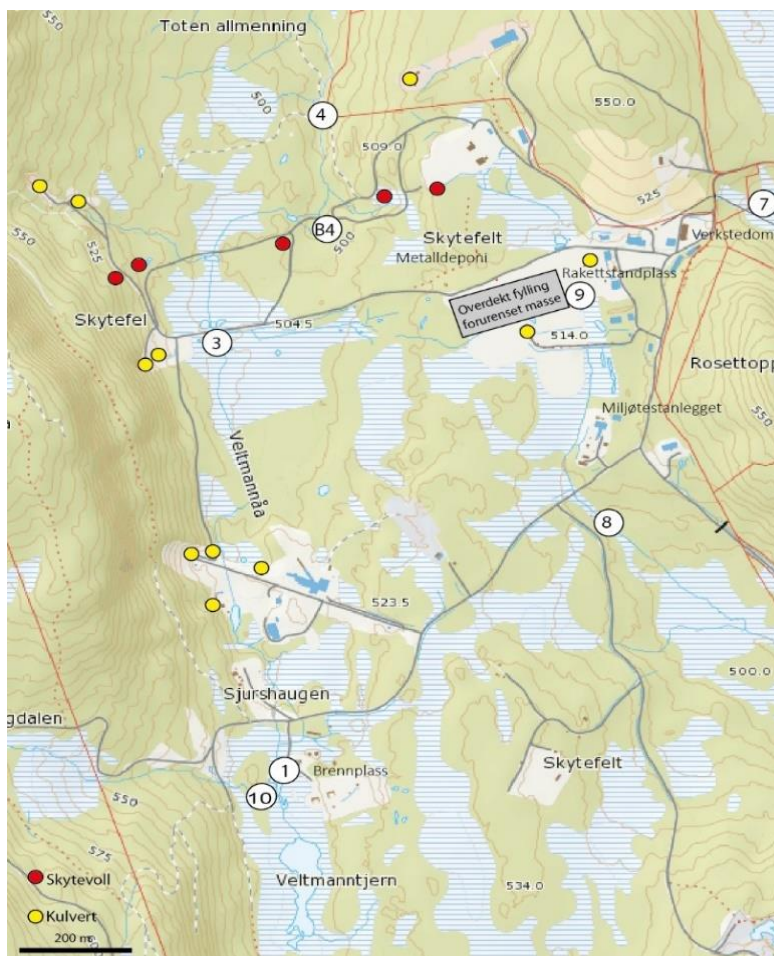 550
Toten allmenning
500
4
550.0
509.0
525
7
B4
500
Skytefelt
Verkstedom
550
525
Metalldeponi
Rakettstandplass
9
Overdekt fylling
forurenset masse
Skytefel
504.5
3
514.0
Rosettopp
550
Miljøtestanlegget
Veltmannåa
8
523.5
500.0
Sjurshaugen
gdalen
Skytefelt
1
Brennplass
10
550
575
Skytevoll
Veltmanntjern
534.0
Kulvert
200 m